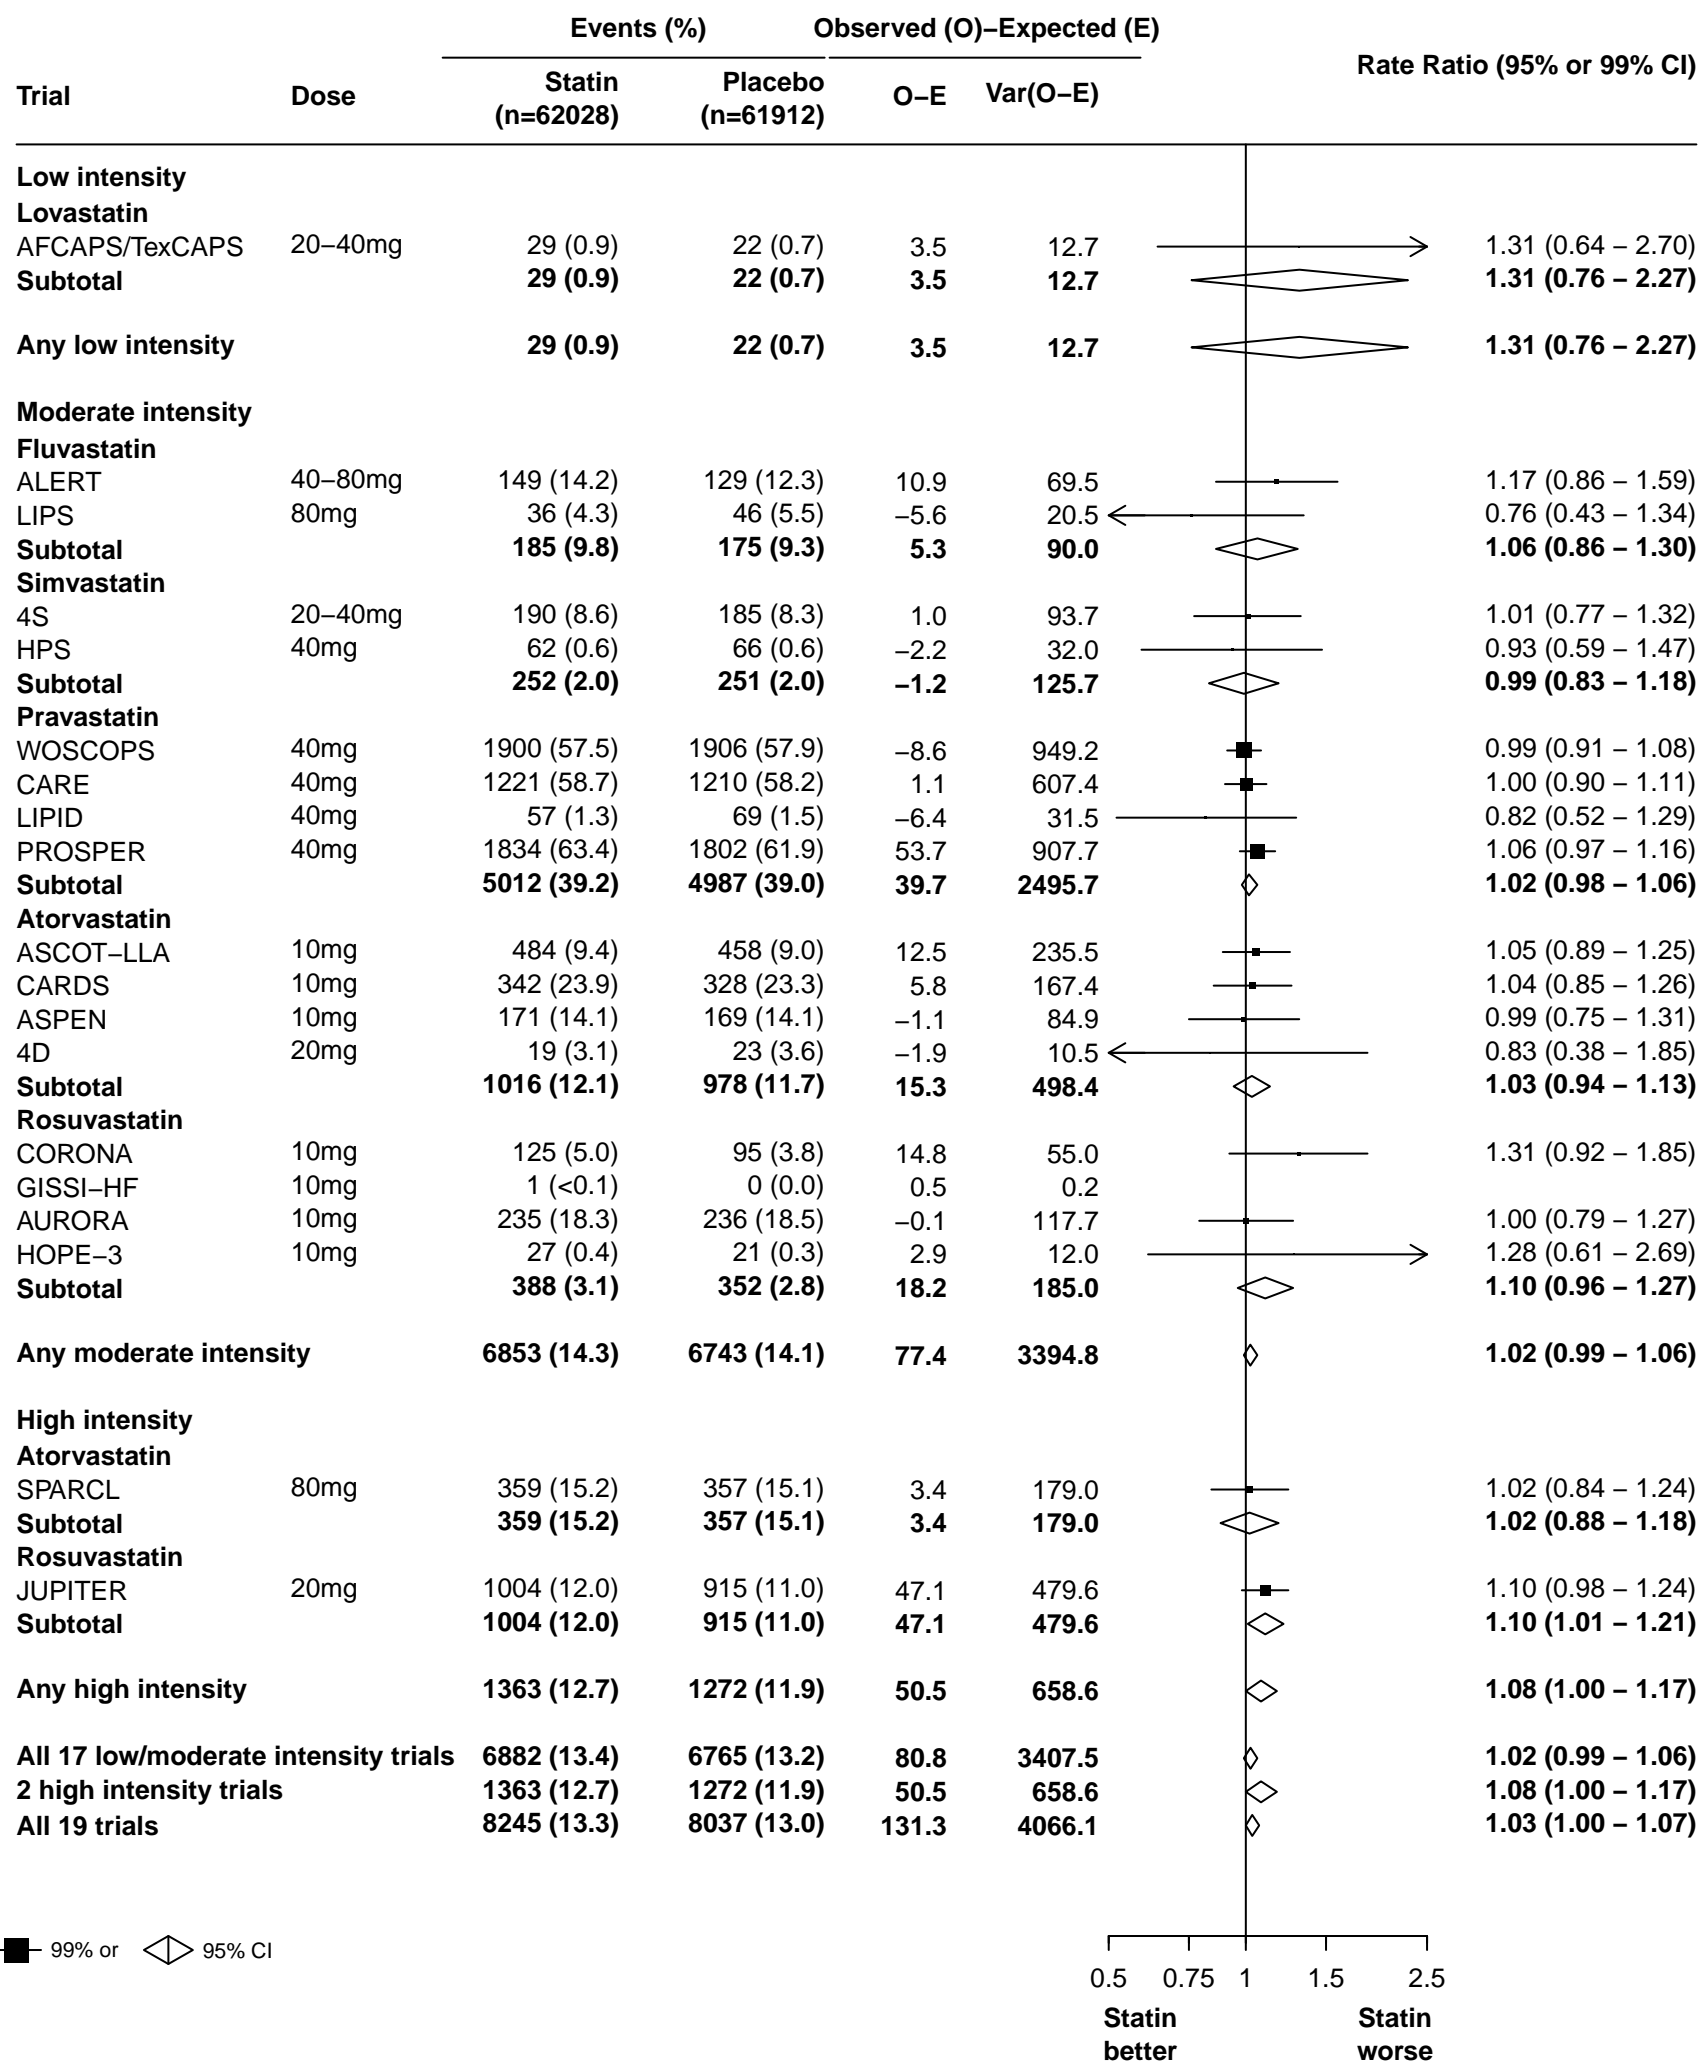 Events (%) Observed (O)–Expected (E)
Rate Ratio (95% or 99% CI)
Trial Dose Statin (n=62028) Placebo (n=61912) O–E Var(O–E)
Low intensity
Lovastatin
AFCAPS/TexCAPS 20–40mg 29 (0.9) 22 (0.7) 3.5 12.7 1.31 (0.64 – 2.70)
Subtotal 29 (0.9) 22 (0.7) 3.5 12.7 1.31 (0.76 – 2.27)
Any low intensity 29 (0.9) 22 (0.7) 3.5 12.7 1.31 (0.76 – 2.27)
Moderate intensity
Fluvastatin
ALERT 40–80mg 149 (14.2) 129 (12.3) 10.9 69.5 1.17 (0.86 – 1.59)
LIPS 80mg 36 (4.3) 46 (5.5) –5.6 20.5 0.76 (0.43 – 1.34)
Subtotal 185 (9.8) 175 (9.3) 5.3 90.0 1.06 (0.86 – 1.30)
Simvastatin
4S 20–40mg 190 (8.6) 185 (8.3) 1.0 93.7 1.01 (0.77 – 1.32)
HPS 40mg 62 (0.6) 66 (0.6) –2.2 32.0 0.93 (0.59 – 1.47)
Subtotal 252 (2.0) 251 (2.0) –1.2 125.7 0.99 (0.83 – 1.18)
Pravastatin
WOSCOPS 40mg 1900 (57.5) 1906 (57.9) –8.6 949.2 0.99 (0.91 – 1.08)
CARE 40mg 1221 (58.7) 1210 (58.2) 1.1 607.4 1.00 (0.90 – 1.11)
LIPID 40mg 57 (1.3) 69 (1.5) –6.4 31.5 0.82 (0.52 – 1.29)
PROSPER 40mg 1834 (63.4) 1802 (61.9) 53.7 907.7 1.06 (0.97 – 1.16)
Subtotal 5012 (39.2) 4987 (39.0) 39.7 2495.7 1.02 (0.98 – 1.06)
Atorvastatin
ASCOT–LLA 10mg 484 (9.4) 458 (9.0) 12.5 235.5 1.05 (0.89 – 1.25)
CARDS 10mg 342 (23.9) 328 (23.3) 5.8 167.4 1.04 (0.85 – 1.26)
ASPEN 10mg 171 (14.1) 169 (14.1) –1.1 84.9 0.99 (0.75 – 1.31)
4D 20mg 19 (3.1) 23 (3.6) –1.9 10.5 0.83 (0.38 – 1.85)
Subtotal 1016 (12.1) 978 (11.7) 15.3 498.4 1.03 (0.94 – 1.13)
Rosuvastatin
CORONA 10mg 125 (5.0) 95 (3.8) 14.8 55.0 1.31 (0.92 – 1.85)
GISSI–HF 10mg 1 (<0.1) 0 (0.0) 0.5 0.2
AURORA 10mg 235 (18.3) 236 (18.5) –0.1 117.7 1.00 (0.79 – 1.27)
HOPE–3 10mg 27 (0.4) 21 (0.3) 2.9 12.0 1.28 (0.61 – 2.69)
Subtotal 388 (3.1) 352 (2.8) 18.2 185.0 1.10 (0.96 – 1.27)
Any moderate intensity 6853 (14.3) 6743 (14.1) 77.4 3394.8 1.02 (0.99 – 1.06)
High intensity
Atorvastatin
SPARCL 80mg 359 (15.2) 357 (15.1) 3.4 179.0 1.02 (0.84 – 1.24)
Subtotal 359 (15.2) 357 (15.1) 3.4 179.0 1.02 (0.88 – 1.18)
Rosuvastatin
JUPITER 20mg 1004 (12.0) 915 (11.0) 47.1 479.6 1.10 (0.98 – 1.24)
Subtotal 1004 (12.0) 915 (11.0) 47.1 479.6 1.10 (1.01 – 1.21)
Any high intensity 1363 (12.7) 1272 (11.9) 50.5 658.6 1.08 (1.00 – 1.17)
All 17 low/moderate intensity trials 6882 (13.4) 6765 (13.2) 80.8 3407.5 1.02 (0.99 – 1.06)
2 high intensity trials 1363 (12.7) 1272 (11.9) 50.5 658.6 1.08 (1.00 – 1.17)
All 19 trials 8245 (13.3) 8037 (13.0) 131.3 4066.1 1.03 (1.00 – 1.07)
99% or 95% CI
0.5 0.75 1 1.5 2.5
Statin better Statin worse